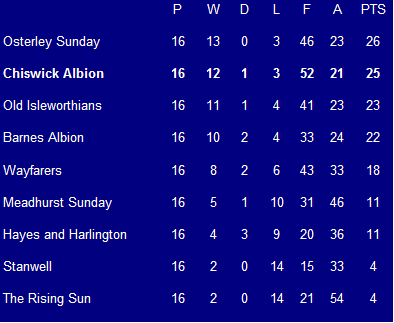 P W D L F A PTS
Osterley Sunday 16 13 0 3 46 23 26
Chiswick Albion 16 12 1 3 52 21 25
Old Isleworthians 16 11 1 4 41 23 23
Barnes Albion 16 10 2 4 33 24 22
Wayfarers 16 8 2 6 43 33 18
Meadhurst Sunday 16 5 1 10 31 46 11
Hayes and Harlington 16 4 3 9 20 36 11
Stanwell 16 2 0 14 15 33 4
The Rising Sun 16 2 0 14 21 54 4